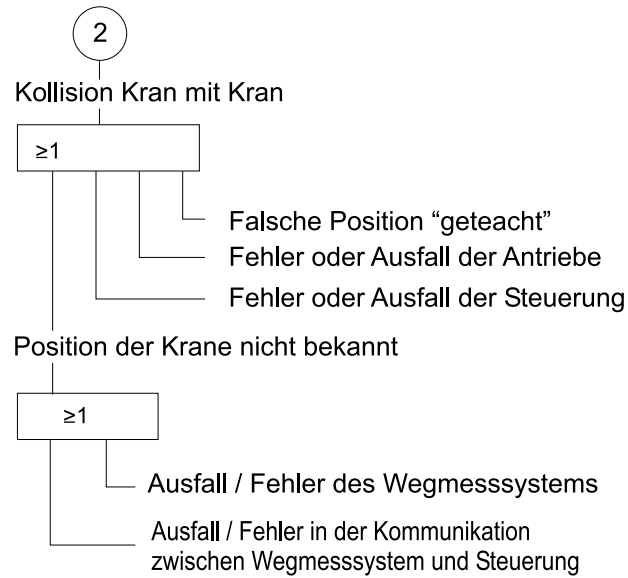 2
Kollision Kran mit Kran
≥1
Falsche Position “geteacht”
Fehler oder Ausfall der Antriebe
Fehler oder Ausfall der Steuerung
Position der Krane nicht bekannt
≥1
Ausfall / Fehler des Wegmesssystems
Ausfall / Fehler in der Kommunikation
zwischen Wegmesssystem und Steuerung